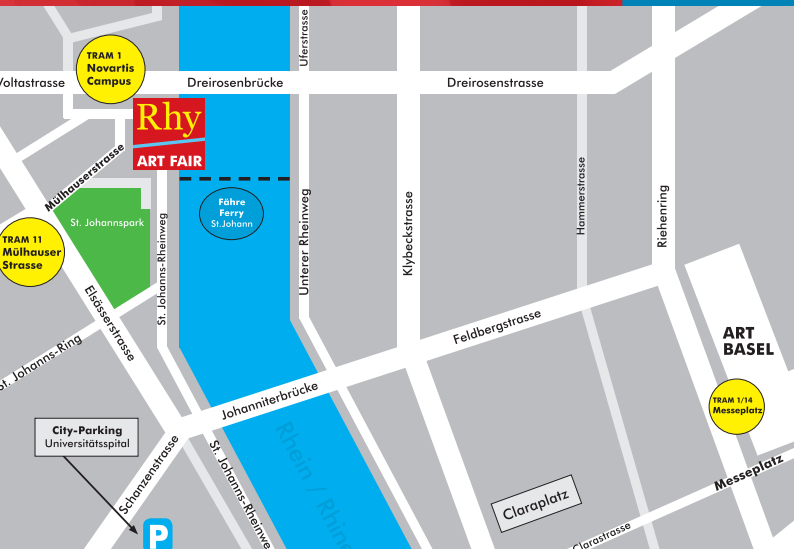 TRAM 1
Novartis
Campus
Voltastrasse
Dreirosenbrücke
Uferstrasse
Dreirosenstrasse
Rhy
ART FAIR
Mülhauserstrasse
St. Johannspark
St. Johanns-Rheinweg
Fähre
Ferry
St.Johann
Unterer Rheinweg
Klybeckstrasse
Hammerstrasse
Riehenring
TRAM 11
Mülhauser
Strasse
Elsässerstrasse
St. Johanns-Ring
Feldbergstrasse
ART
BASEL
Johanniterbrücke
TRAM 1/14
Messeplatz
City-Parking
Universitätsspital
Schanzenstrasse
St. Johanns-Rheinwe
Rhein / Rhine
Claraplatz
Messeplatz
Clarastrasse
P